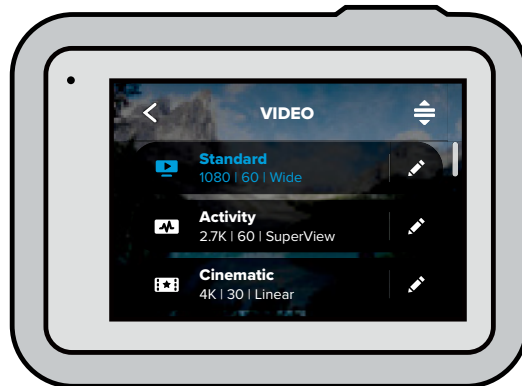 VIDEO
Standard
1080 | 60 | Wide
Activity
2.7K | 60 | SuperView
Cinematic
4K | 30 | Linear